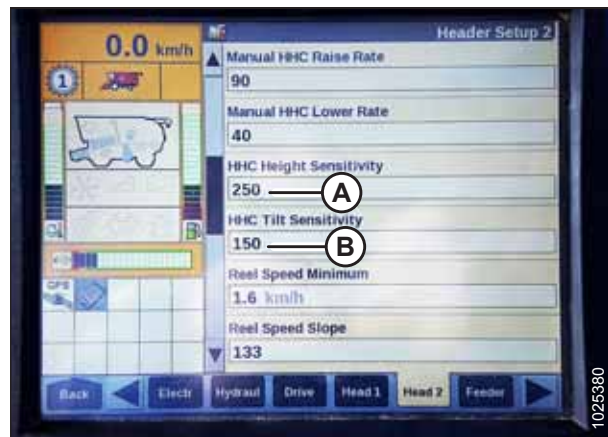 0.0 km/h
Header Setup 2
1
Manual HHC Raise Rate
90
Manual HHC Lower Rate
40
HHC Height Sensitivity
250
A
HHC Tilt Sensitivity
150
B
Reel Speed Minimum
1.6 km/h
GPS
Reel Speed Slope
133
Back
Electr
Hydraul
Drive
Head 1
Head 2
Feeder
1025380